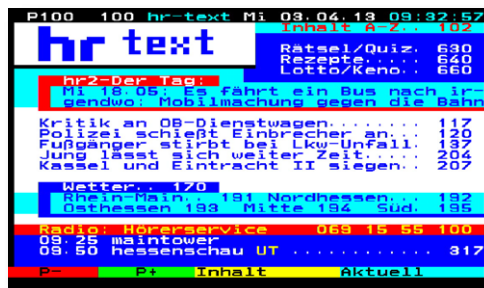 P100 100 hr-text Mi 03.04.13 09:32:57
Inhalt A-Z.. 102
hr text
Rätsel/Quiz. 630
Rezepte..... 640
Lotto/Keno.. 660
hr2-Der Tag:
Mi 18.05: Es fährt ein Bus nach ir-
gendwo: Mobilmachung gegen die Bahn
Kritik an OB-Dienstwagen........ 117
Polizei schießt Einbrecher an... 120
Fußgänger stirbt bei Lkw-Unfall. 137
Jung lässt sich weiter Zeit..... 204
Kassel und Eintracht II siegen.. 207
Wetter.. 170
Rhein-Main.. 191 Nordhessen... 192
Osthessen 193 Mitte 194 Süd. 195
Radio: Hörerservice 069 15 55 100
09.25 maintower
09.50 hessenschau UT ............ 317
P- P+ Inhalt Aktuell